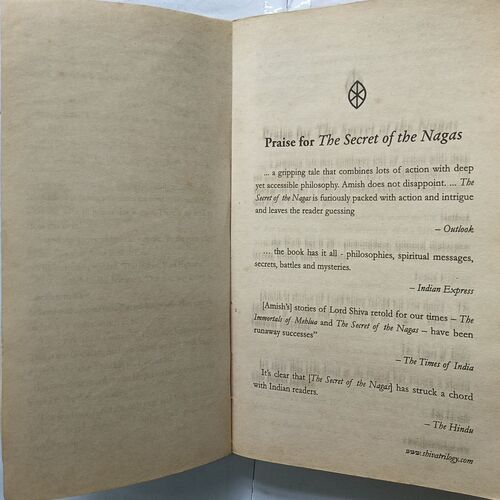 Praise for The Secret of the Nagas
... a gripping tale that combines lots of action with deep
yet accessible philosophy. Amish does not disappoint. ... The
Secret of the Nagas is furiously packed with action and intrigue
and leaves the reader guessing
– Outlook
... the book has it all - philosophies, spiritual messages,
secrets, battles and mysteries.
– Indian Express
[Amish's] stories of Lord Shiva retold for our times – The
Immortals of Meluha and The Secret of the Nagas – have been
runaway successes"
– The Times of India
It's clear that [The Secret of the Nagas] has struck a chord
with Indian readers.
– The Hindu
www.shivatrilogy.com